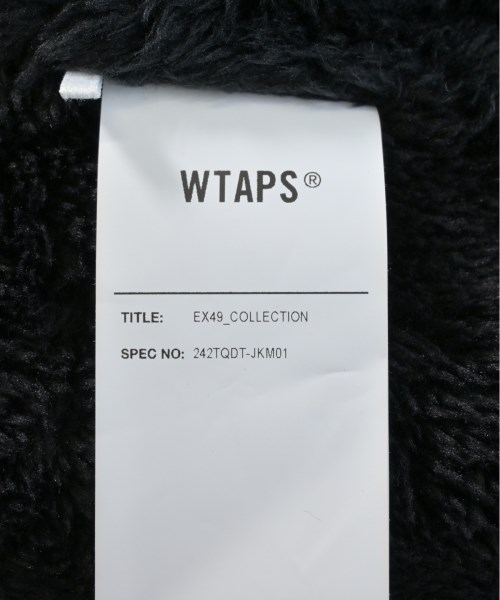 WTAPS®
TITLE: EX49_COLLECTION
SPEC NO: 242TQDT-JKM01